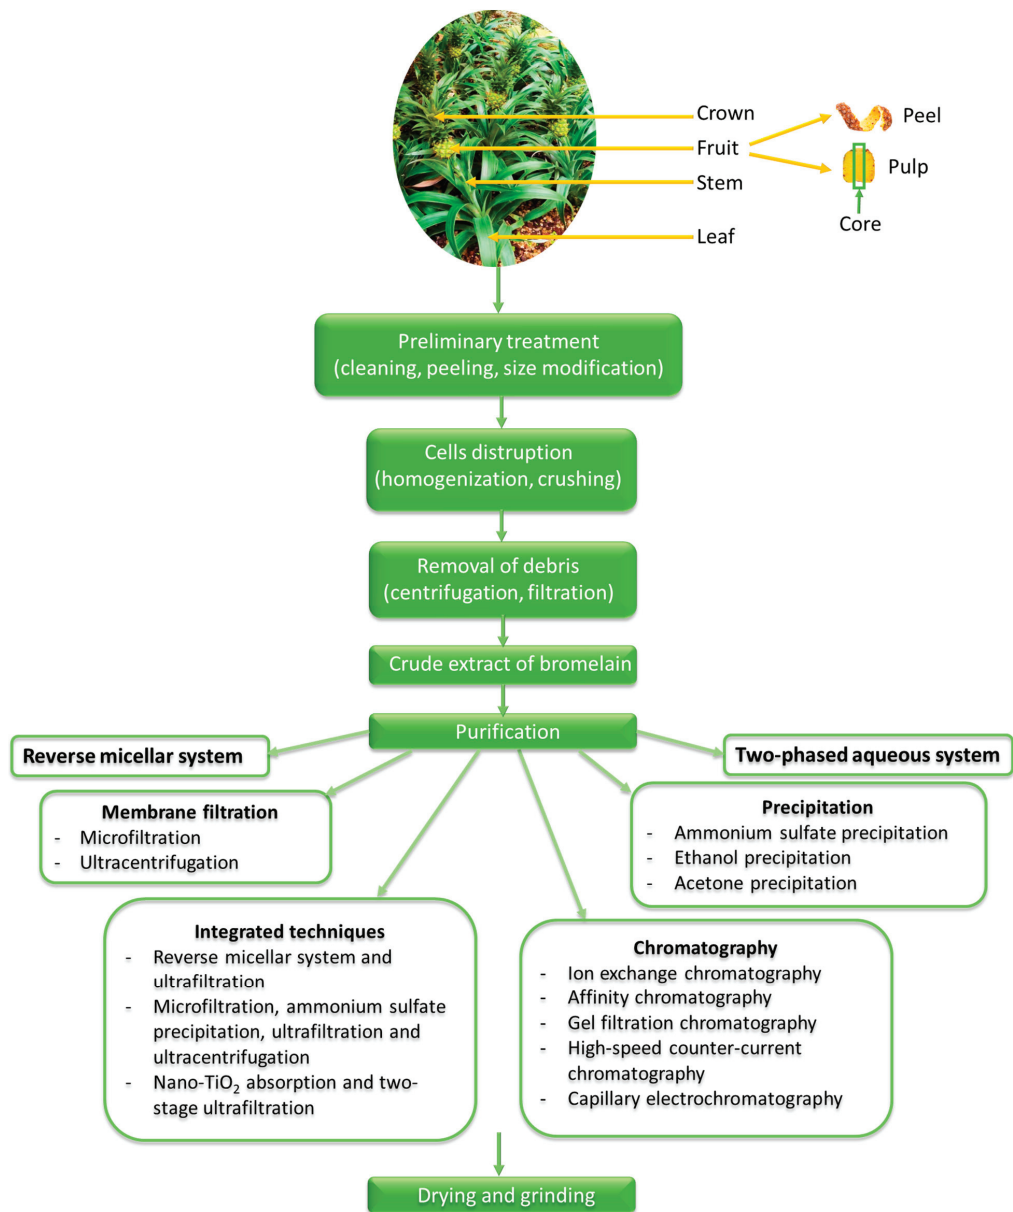 Crown
Fruit
Stem
Leaf
Peel
Pulp
Core
Preliminary treatment
(cleaning, peeling, size modification)
Cells distruption
(homogenization, crushing)
Removal of debris
(centrifugation, filtration)
Crude extract of bromelain
Purification
Reverse micellar system
Two-phased aqueous system
Membrane filtration
- Microfiltration
- Ultracentrifugation
Precipitation
- Ammonium sulfate precipitation
- Ethanol precipitation
- Acetone precipitation
Integrated techniques
- Reverse micellar system and
ultrafiltration
- Microfiltration, ammonium sulfate
precipitation, ultrafiltration and
ultracentrifugation
- Nano-TiO₂ absorption and two-
stage ultrafiltration
Chromatography
- Ion exchange chromatography
- Affinity chromatography
- Gel filtration chromatography
- High-speed counter-current
chromatography
- Capillary electrochromatography
Drying and grinding